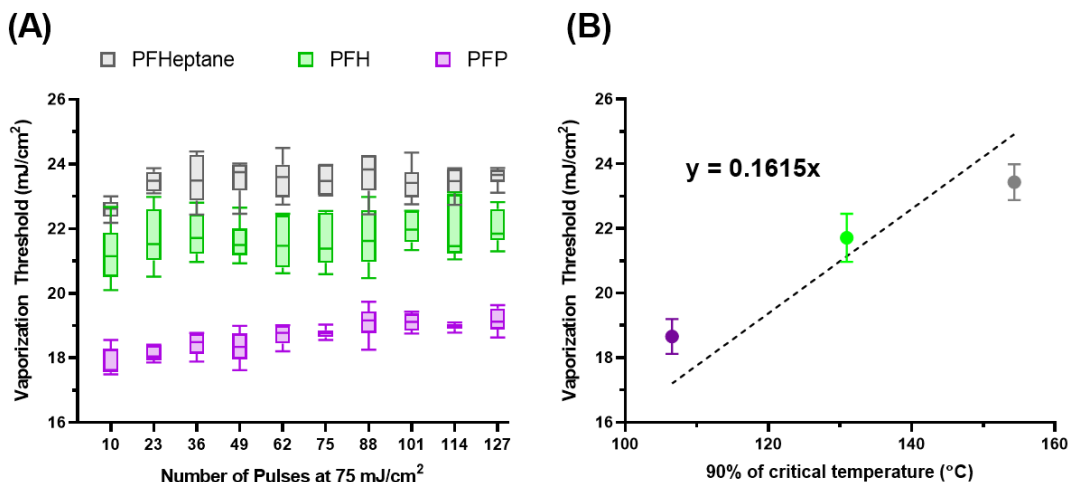 (A)
PFHeptane PFH PFP
Vaporization Threshold (mJ/cm²)
26
24
22
20
18
16
10 23 36 49 62 75 88 101 114 127
Number of Pulses at 75 mJ/cm²
(B)
Vaporization Threshold (mJ/cm²)
26
24
22
20
18
16
y = 0.1615x
100 120 140 160
90% of critical temperature (°C)